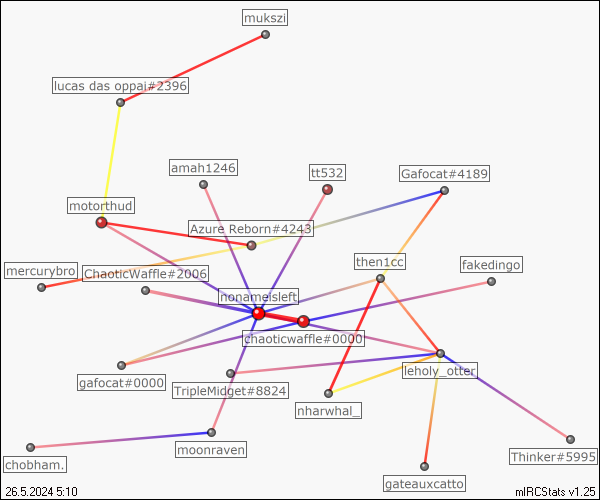 mukszi
lucas das oppai#2396
amah1246
tt532
Gafocat#4189
motorthud
Azure Reborn#4243
mercurybro
ChaoticWaffle#2006
then1cc
fakedingo
nonameisleft
chaoticwaffle#0000
gafocat#0000
TripleMidget#8824
leholy_otter
nharwhal_
moonraven
chobham.
Thinker#5995
gateauxcatto
26.5.2024 5:10
mIRCStats v1.25